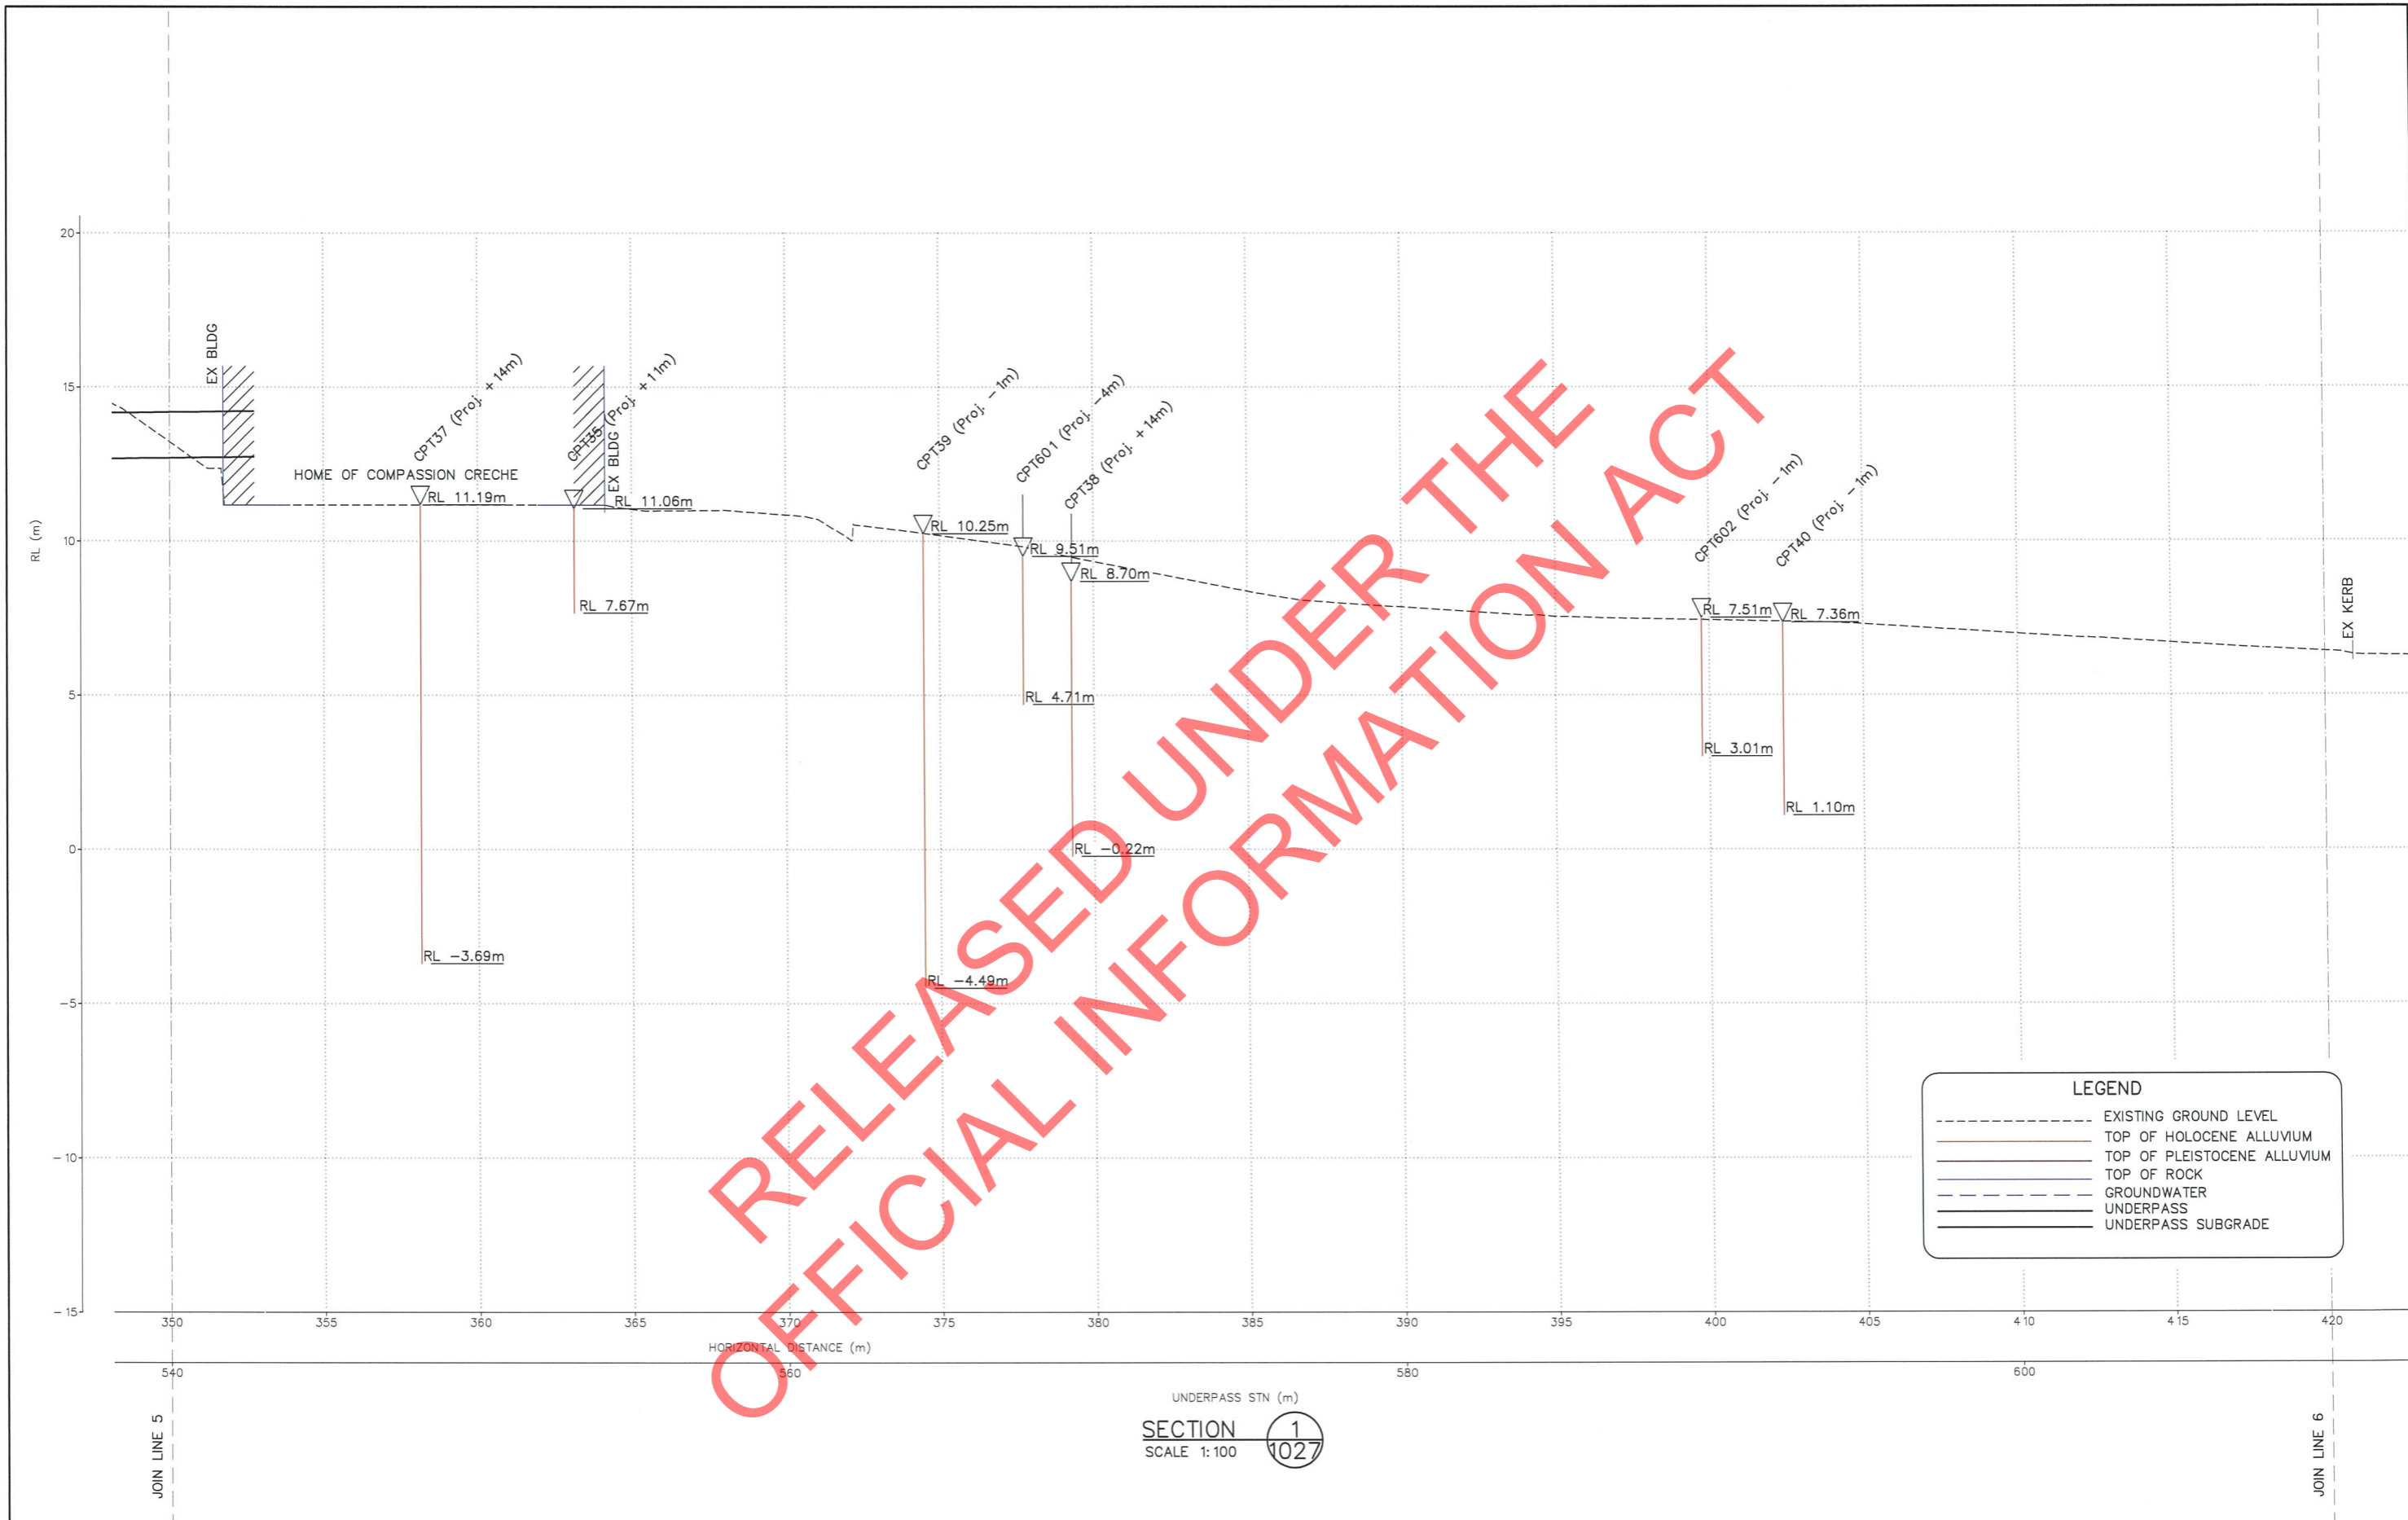 EX BLDG
HOME OF COMPASSION CRECHE
CPT37 (Proj. +14m)
CPT35 (Proj. +11m)
EX BLDG
CPT39 (Proj. -1m)
CPT601 (Proj. -4m)
CPT38 (Proj. +14m)
CPT602 (Proj. -1m)
CPT40 (Proj. -1m)
EX KERB
RL 11.19m
RL 11.06m
RL 10.25m
RL 9.51m
RL 8.70m
RL 7.51m
RL 7.36m
RL 7.67m
RL 4.71m
RL 3.01m
RL 1.10m
RL -0.22m
RL -3.69m
RL -4.49m
RL (m)
20
15
10
5
0
-5
-10
-15
350
355
360
365
370
375
380
385
390
395
400
405
410
415
420
HORIZONTAL DISTANCE (m)
540
560
580
600
UNDERPASS STN (m)
JOIN LINE 5
JOIN LINE 6
SECTION 1
SCALE 1:100 1027
LEGEND
EXISTING GROUND LEVEL
TOP OF HOLOCENE ALLUVIUM
TOP OF PLEISTOCENE ALLUVIUM
TOP OF ROCK
GROUNDWATER
UNDERPASS
UNDERPASS SUBGRADE
RELEASED UNDER THE
OFFICIAL INFORMATION ACT